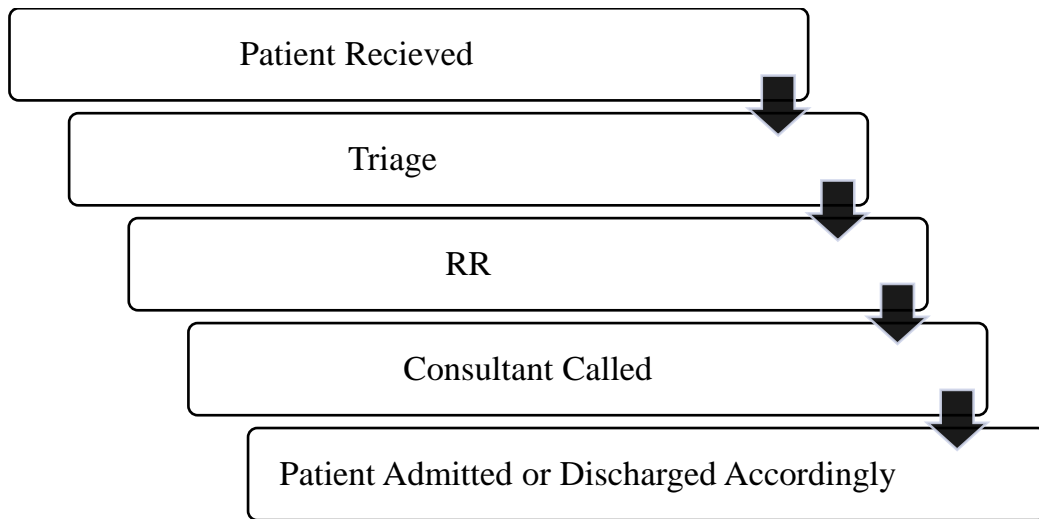 Patient Recieved
Triage
RR
Consultant Called
Patient Admitted or Discharged Accordingly